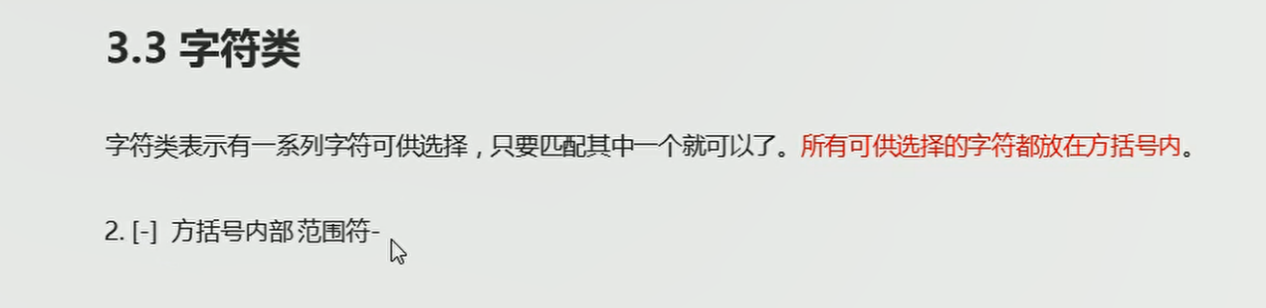 3.3 字符类
字符类表示有一系列字符可供选择，只要匹配其中一个就可以了。所有可供选择的字符都放在方括号内。
2. [-] 方括号内部 范围符-